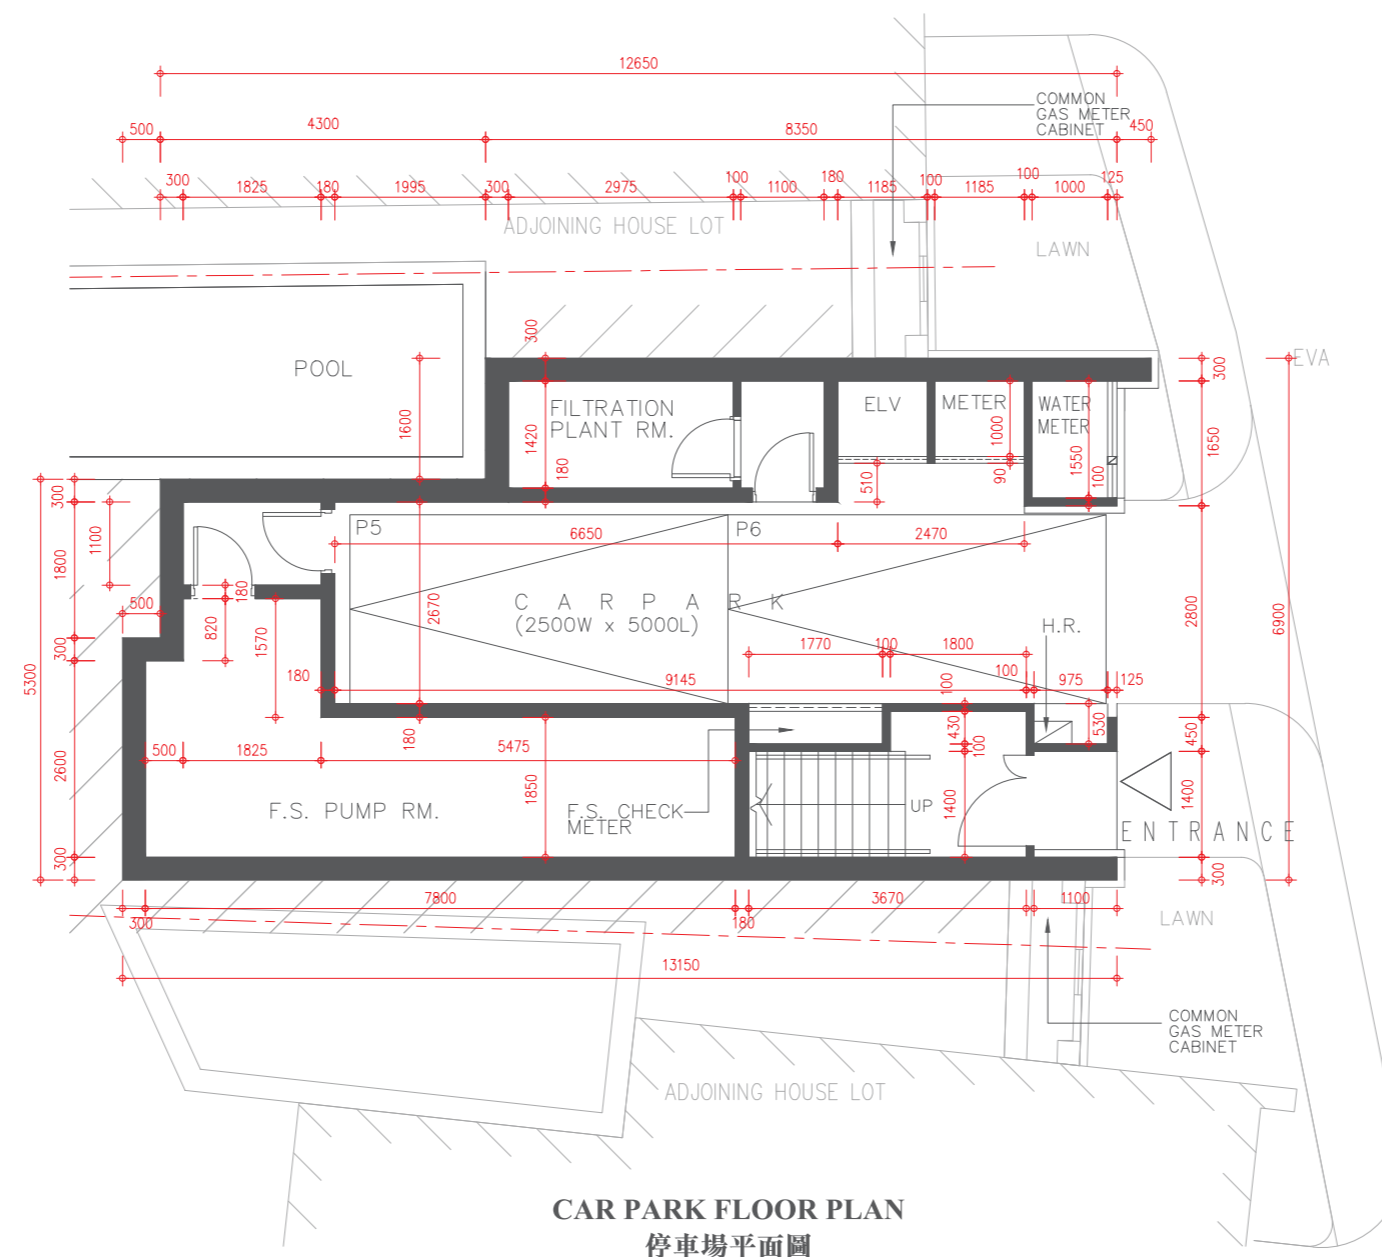 12650
COMMON
GAS METER
CABINET
500
4300
8350
450
300
1825
180
1995
300
2975
100
1100
180
1185
100
1185
100
1000
125
ADJOINING HOUSE LOT
LAWN
300
EVA
300
POOL
1600
FILTRATION
PLANT RM.
1420
180
ELV
METER
1000
WATER
METER
1550
100
1650
510
90
300
1100
1800
P5
P6
6650
2470
500
180
820
1570
2670
C A R P A R K
(2500W x 5000L)
H.R.
2800
6900
300
5300
1770
100
1800
180
9145
100
100
975
125
180
430
100
530
450
500
1825
5475
2600
1850
1400
1400
F.S. PUMP RM.
F.S. CHECK
METER
UP
ENTRANCE
300
300
7800
3670
1100
300
180
LAWN
13150
COMMON
GAS METER
CABINET
ADJOINING HOUSE LOT
CAR PARK FLOOR PLAN
停車場平面圖